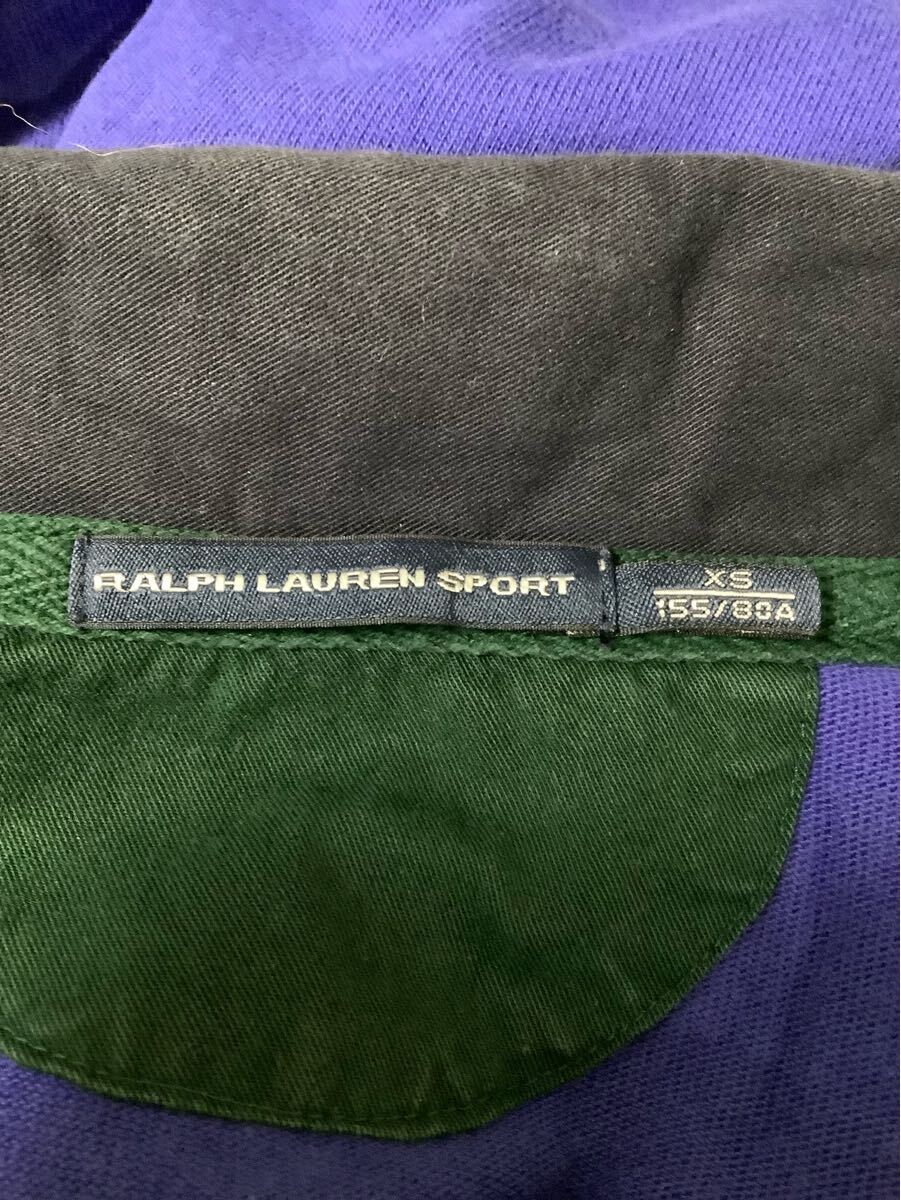 RALPH LAUREN SPORT
XS
155/80A